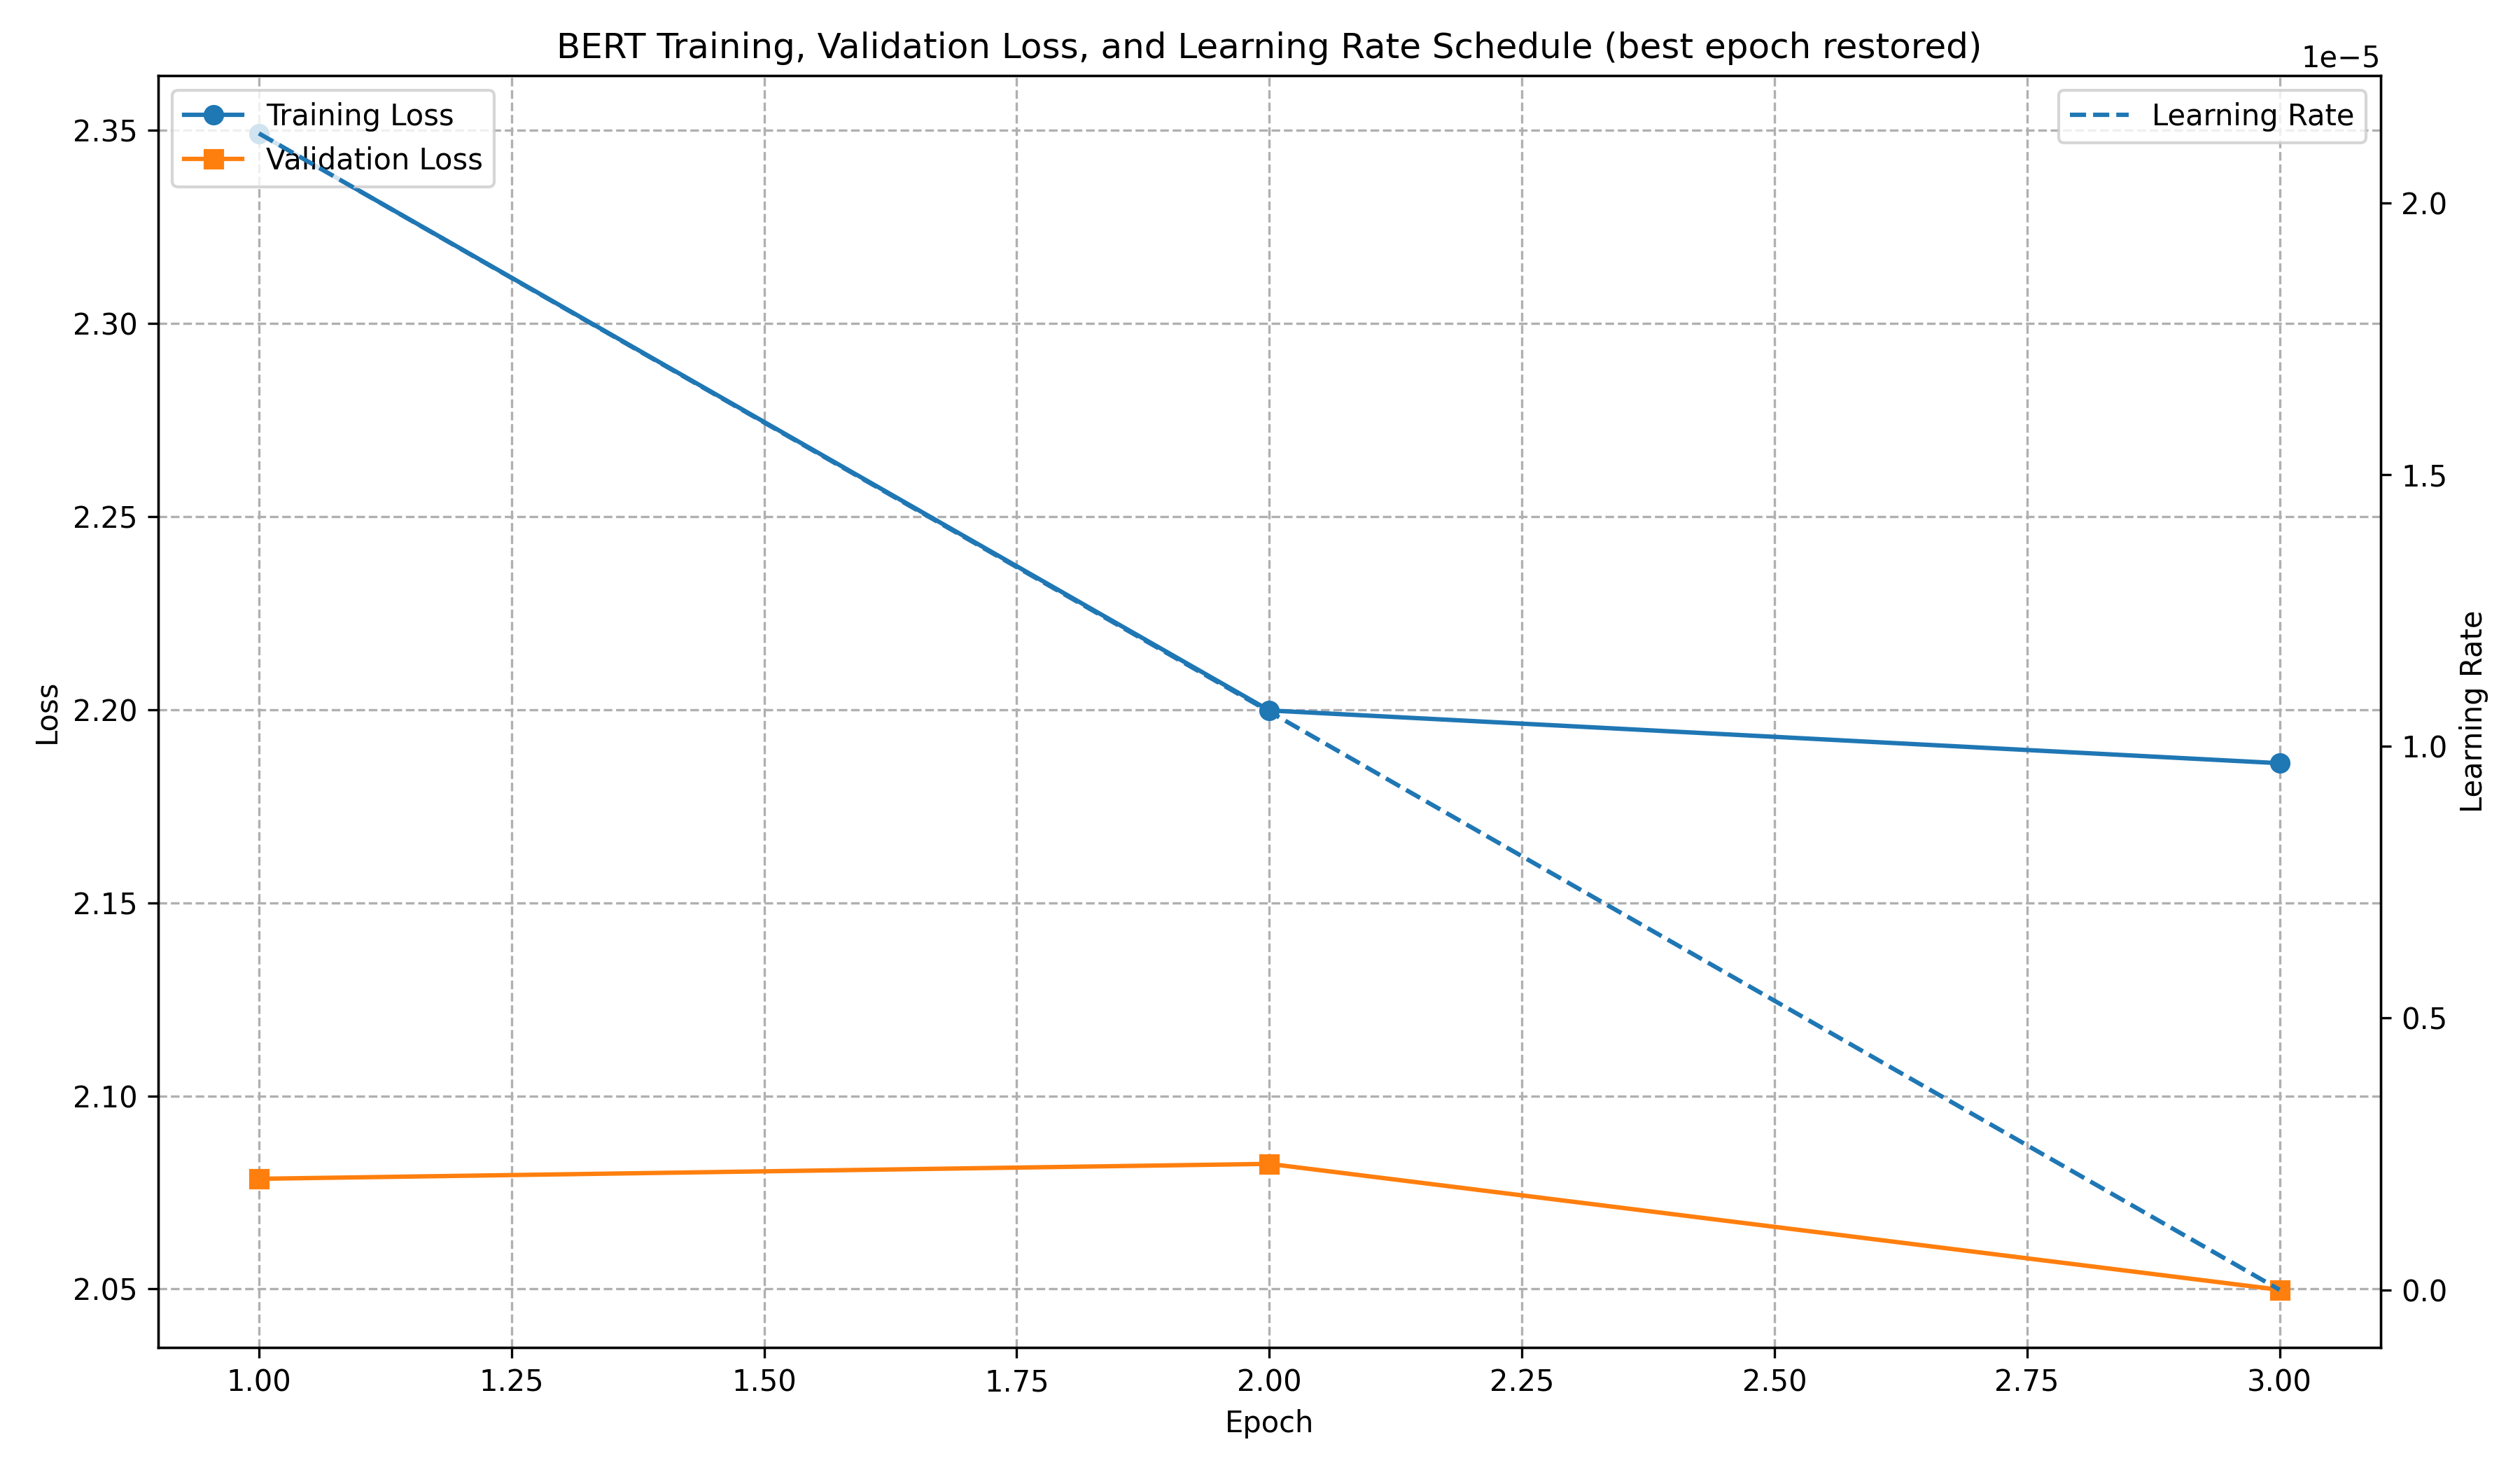 BERT Training, Validation Loss, and Learning Rate Schedule (best epoch restored)
1e−5
Training Loss
Validation Loss
Learning Rate
2.35
2.30
2.25
2.20
2.15
2.10
2.05
Loss
2.0
1.5
1.0
0.5
0.0
Learning Rate
1.00 1.25 1.50 1.75 2.00 2.25 2.50 2.75 3.00
Epoch